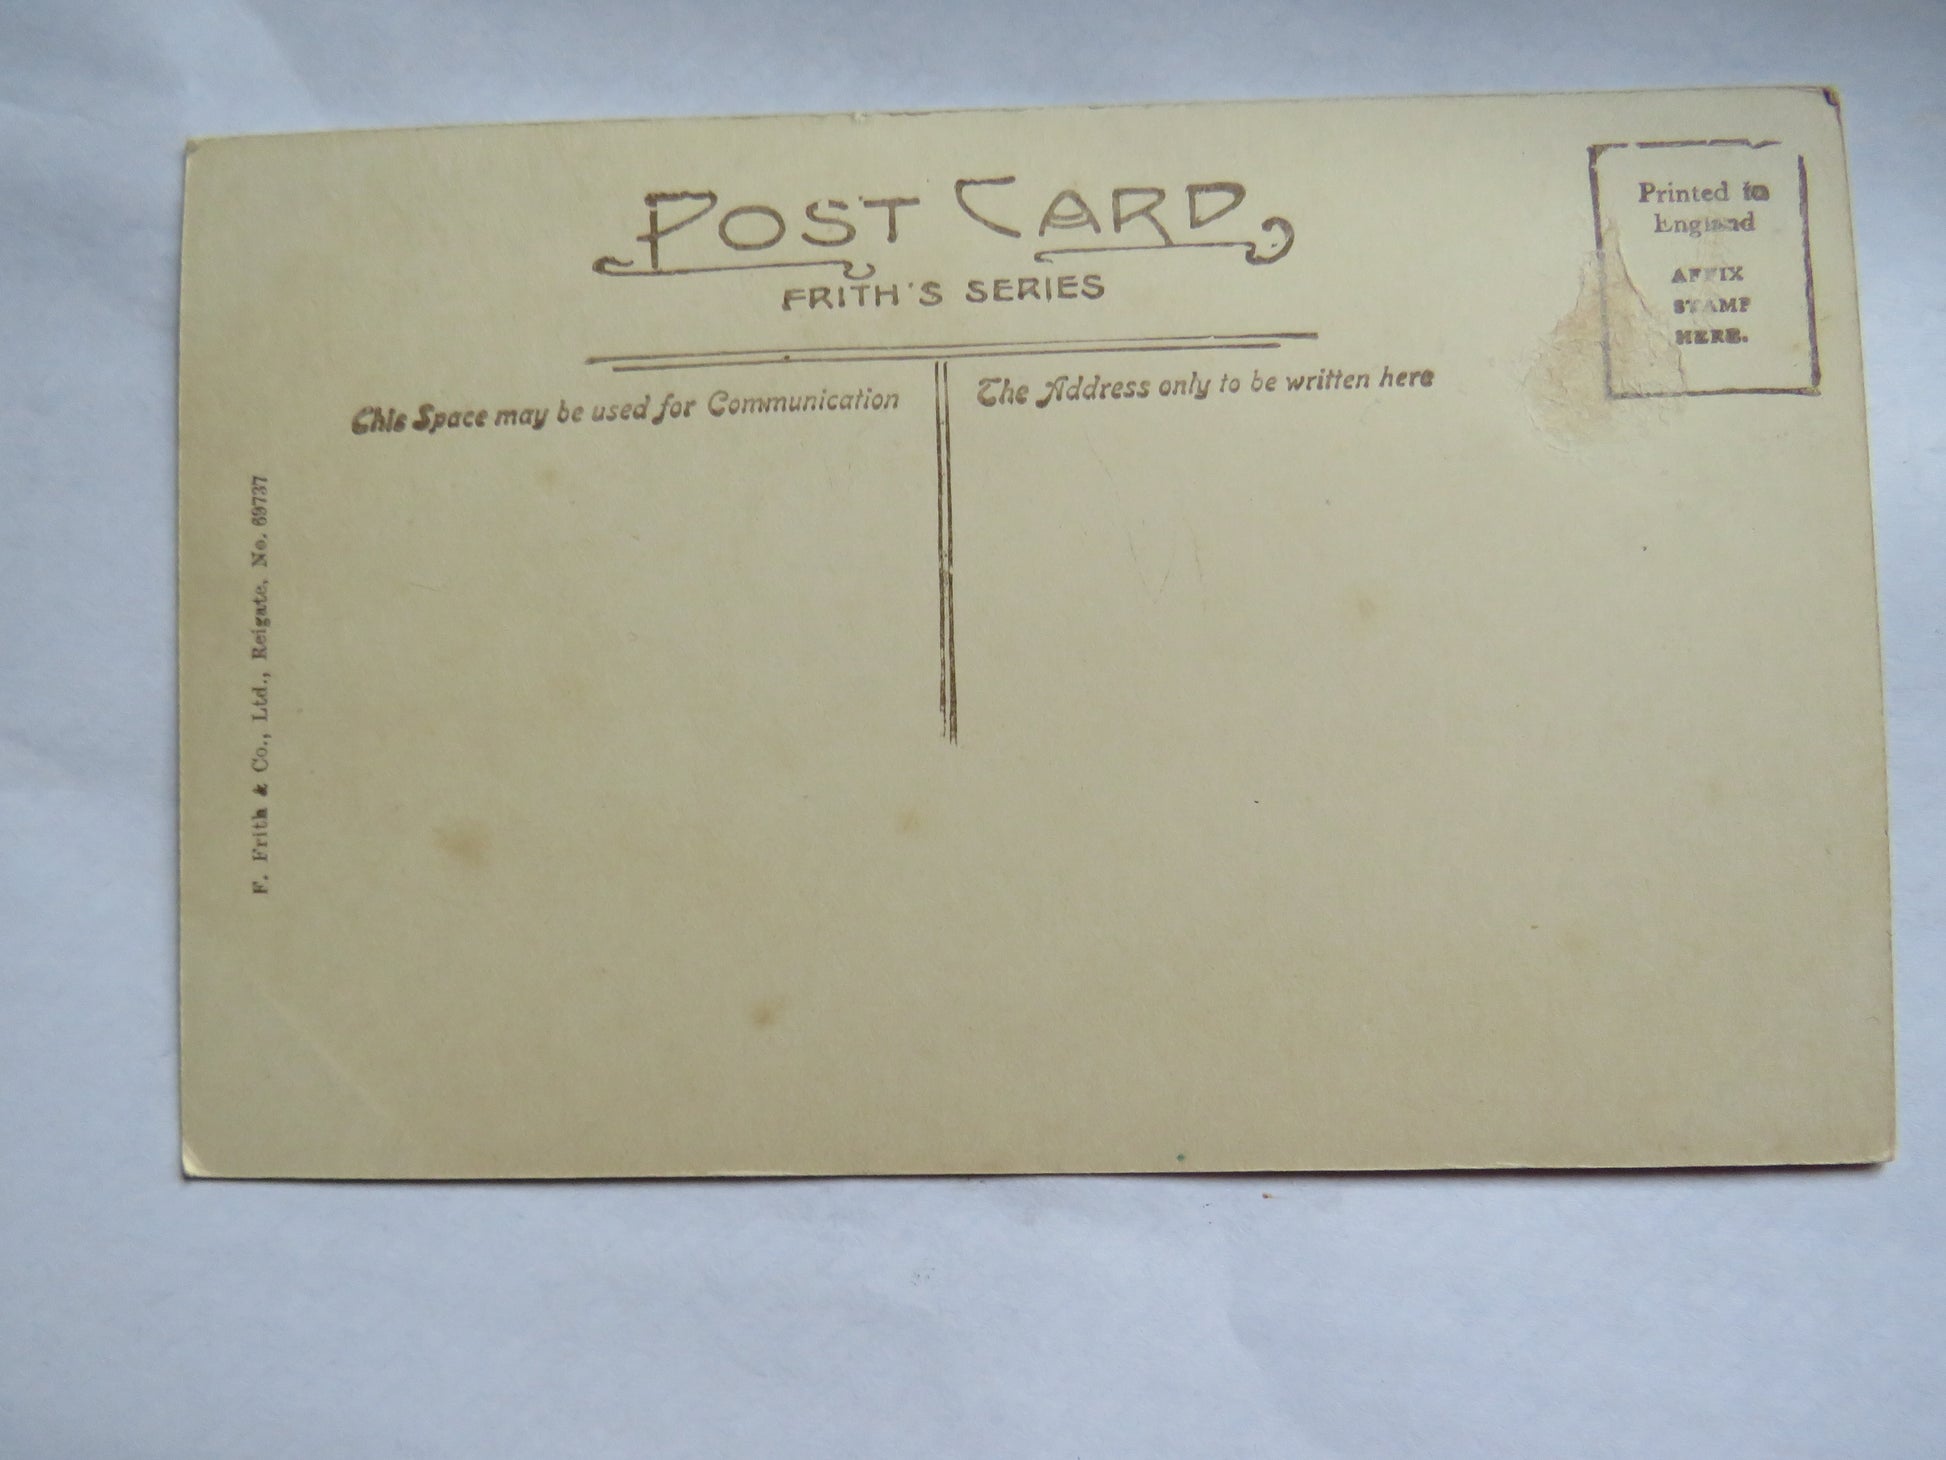 POST CARD
FRITH'S SERIES
This Space may be used for Communication
The Address only to be written here
Printed in
England
AFFIX
STAMP
HERE.
F. Frith & Co., Ltd., Reigate, No. 69737